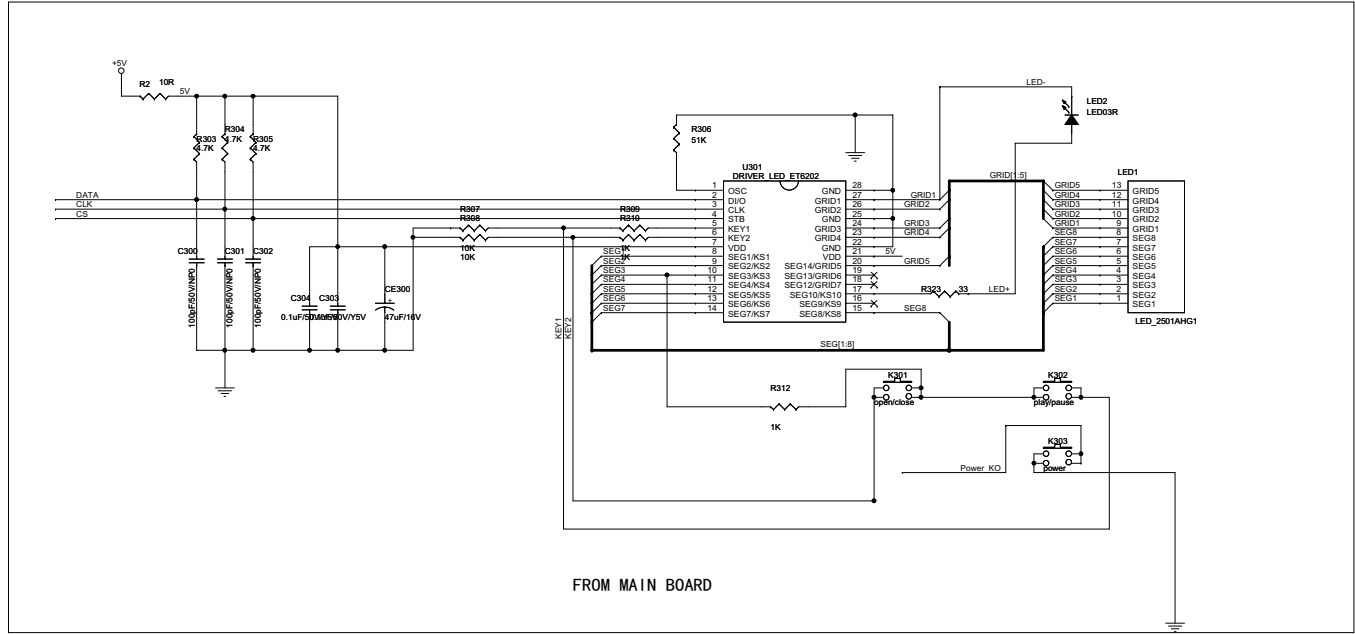 +5V
R2 10R
5V
R303
4.7K
R304
4.7K
R305
4.7K
DATA
CLK
CS
C300
100pF/50V/NP0
C301
100pF/50V/NP0
C302
100pF/50V/NP0
C304
0.1uF/50V/Y5V
C303
CE300
+
47uF/16V
R307
R308
10K
10K
R309
R310
1K
1K
KEY1
KEY2
R306
51K
U301
DRIVER_LED_ET6202
1 OSC
2 DI/O
3 CLK
4 STB
5 KEY1
6 KEY2
7 VDD
8 SEG1/KS1
9 SEG2/KS2
10 SEG3/KS3
11 SEG4/KS4
12 SEG5/KS5
13 SEG6/KS6
14 SEG7/KS7
GND 28
GRID1 27
GRID2 26
GND 25
GRID3 24
GRID4 23
GND 22
VDD 21
SEG14/GRID5 20
SEG13/GRID6 19
SEG12/GRID7 18
SEG10/KS10 17
SEG9/KS9 16
SEG8/KS8 15
SEG1
SEG2
SEG3
SEG4
SEG5
SEG6
SEG7
GRID1
GRID2
GRID3
GRID4
5V
GRID5
R323 33 LED+
SEG8
SEG[1:8]
LED-
LED2
LED03R
GRID[1:5]
LED1
GRID5 13 GRID5
GRID4 12 GRID4
GRID3 11 GRID3
GRID2 10 GRID2
GRID1 9 GRID1
SEG8 8 SEG8
SEG7 7 SEG7
SEG6 6 SEG6
SEG5 5 SEG5
SEG4 4 SEG4
SEG3 3 SEG3
SEG2 2 SEG2
SEG1 1 SEG1
LED_2501AHG1
R312
1K
K301
open/close
K302
play/pause
K303
power
Power_KO
FROM MAIN BOARD